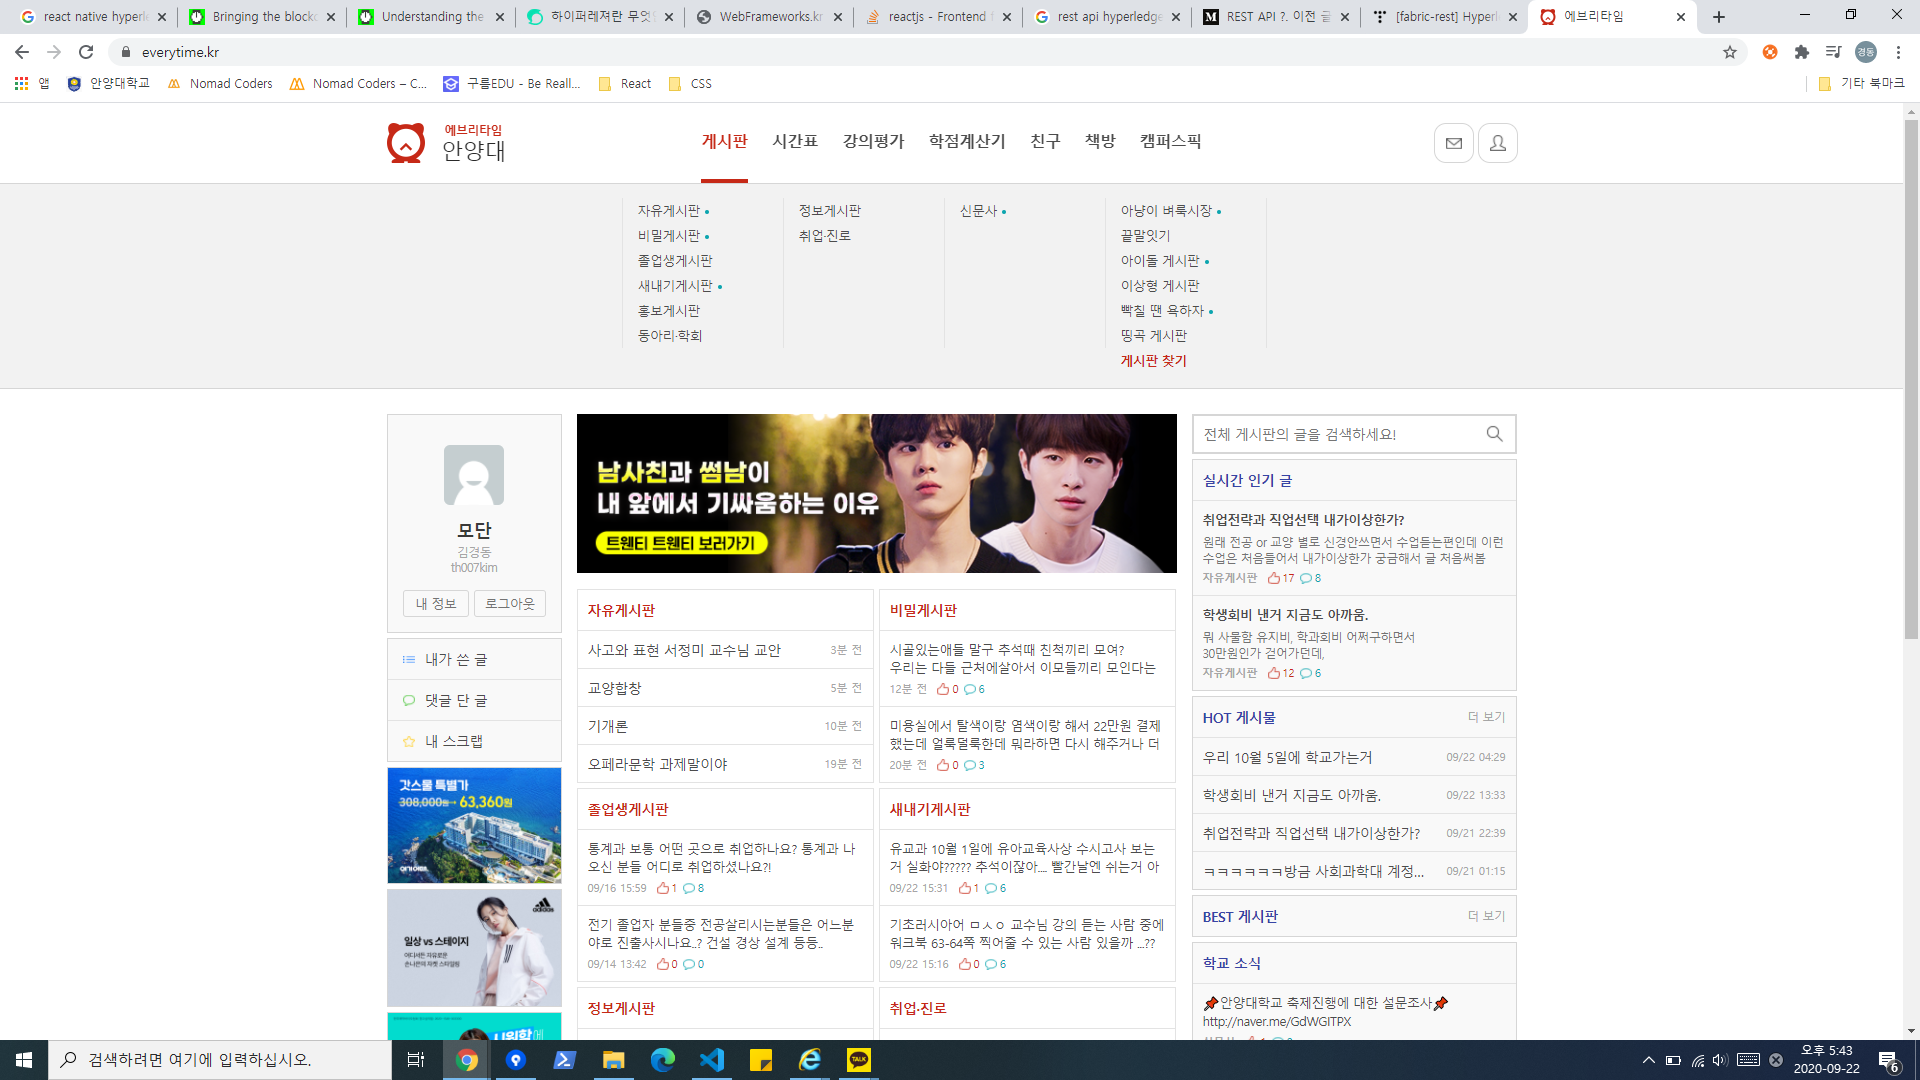 react native hyperle
Bringing the blockc
Understanding the
하이퍼레져란 무엇인
WebFrameworks.kr
reactjs - Frontend f
rest api hyperledge
REST API ?. 이전 글
[fabric-rest] Hyperl
에브리타임
everytime.kr
경동
앱
안양대학교
Nomad Coders
Nomad Coders – C...
구름EDU - Be Reall...
React
CSS
기타 북마크
에브리타임
안양대
게시판
시간표
강의평가
학점계산기
친구
책방
캠퍼스픽
자유게시판
비밀게시판
졸업생게시판
새내기게시판
홍보게시판
동아리·학회
정보게시판
취업·진로
신문사
아냥이 벼룩시장
끝말잇기
아이돌 게시판
이상형 게시판
빡칠 땐 욕하자
띵곡 게시판
게시판 찾기
모단
김경동
th007kim
내 정보
로그아웃
내가 쓴 글
댓글 단 글
내 스크랩
갓스물 특별가
308,000원→ 63,360원
여기어때
adidas
일상 vs 스테이지
남사친과 썸남이
내 앞에서 기싸움하는 이유
트웬티 트웬티 보러가기
자유게시판
사고와 표현 서정미 교수님 교안 3분 전
교양합창 5분 전
기개론 10분 전
오페라문학 과제말이야 19분 전
비밀게시판
시골있는애들 말구 추석때 친척끼리 모여?
우리는 다들 근처에살아서 이모들끼리 모인다는
12분 전 0 6
미용실에서 탈색이랑 염색이랑 해서 22만원 결제
했는데 얼룩덜룩한데 뭐라하면 다시 해주거나 더
20분 전 0 3
졸업생게시판
통계과 보통 어떤 곳으로 취업하나요? 통계과 나
오신 분들 어디로 취업하셨나요?!
09/16 15:59 1 8
전기 졸업자 분들중 전공살리시는분들은 어느분
야로 진출사시나요..? 건설 경상 설계 등등..
09/14 13:42 0 0
새내기게시판
유교과 10월 1일에 유아교육사상 수시고사 보는
거 실화야????? 추석이잖아.... 빨간날엔 쉬는거 아
09/22 15:31 1 6
기초러시아어 ㅁㅅㅇ 교수님 강의 듣는 사람 중에
워크북 63-64쪽 찍어줄 수 있는 사람 있을까 ...??
09/22 15:16 0 6
정보게시판
취업·진로
전체 게시판의 글을 검색하세요!
실시간 인기 글
취업전략과 직업선택 내가이상한가?
원래 전공 or 교양 별로 신경안쓰면서 수업듣는편인데 이런
수업은 처음들어서 내가이상한가 궁금해서 글 처음써봄
자유게시판 17 8
학생회비 낸거 지금도 아까움.
뭐 사물함 유지비, 학과회비 어쩌구하면서
30만원인가 걷어가던데,
자유게시판 12 6
HOT 게시물 더 보기
우리 10월 5일에 학교가는거 09/22 04:29
학생회비 낸거 지금도 아까움. 09/22 13:33
취업전략과 직업선택 내가이상한가? 09/21 22:39
ㅋㅋㅋㅋㅋㅋ방금 사회과학대 계정... 09/21 01:15
BEST 게시판 더 보기
학교 소식
📌안양대학교 축제진행에 대한 설문조사📌
http://naver.me/GdWGITPX
검색하려면 여기에 입력하십시오.
TALK
오후 5:43
2020-09-22
6